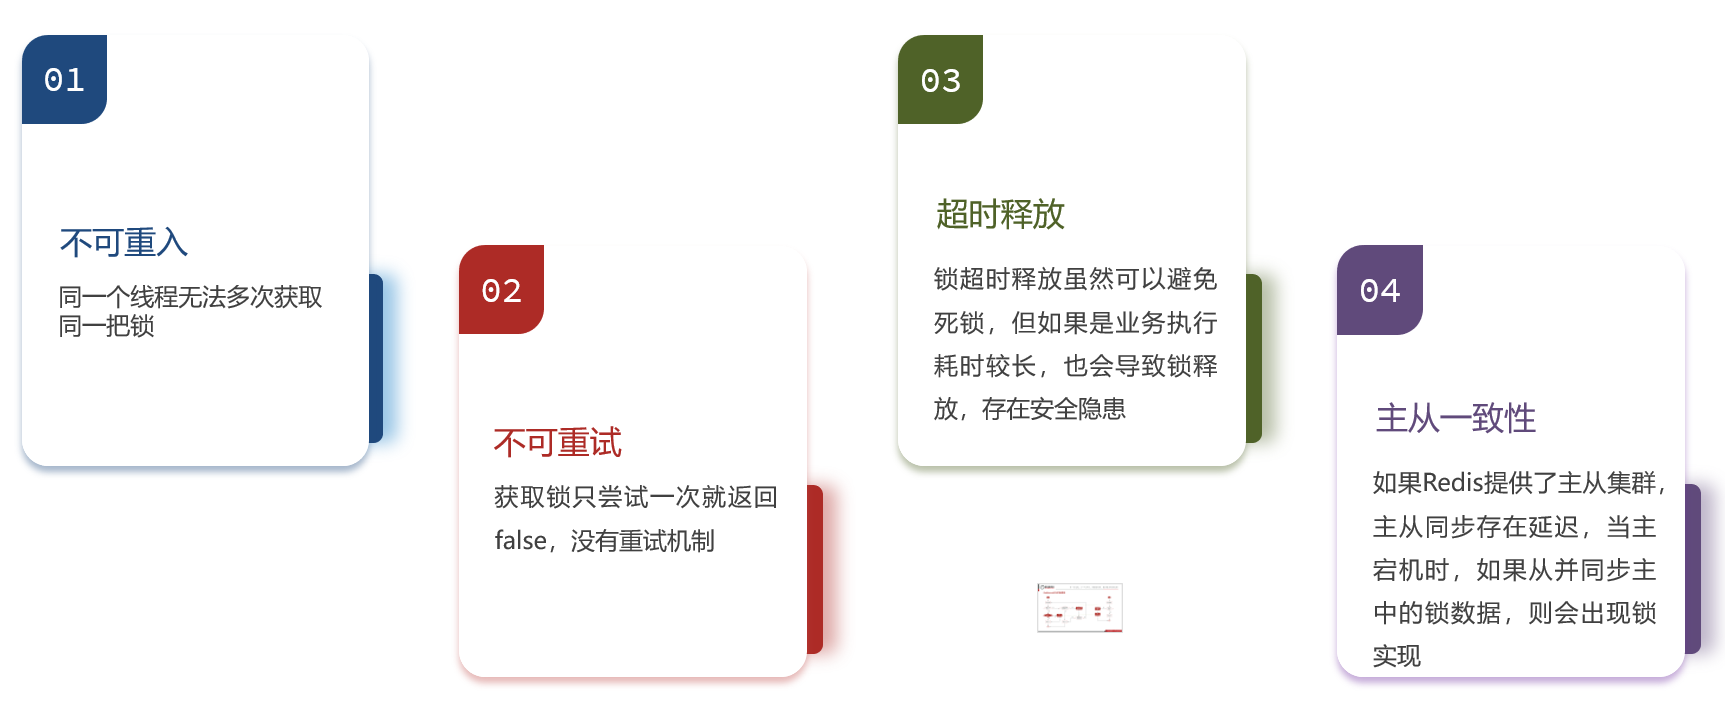 01
不可重入
同一个线程无法多次获取
同一把锁
02
不可重试
获取锁只尝试一次就返回
false，没有重试机制
03
超时释放
锁超时释放虽然可以避免
死锁，但如果是业务执行
耗时较长，也会导致锁释
放，存在安全隐患
04
主从一致性
如果Redis提供了主从集群，
主从同步存在延迟，当主
宕机时，如果从并同步主
中的锁数据，则会出现锁
实现